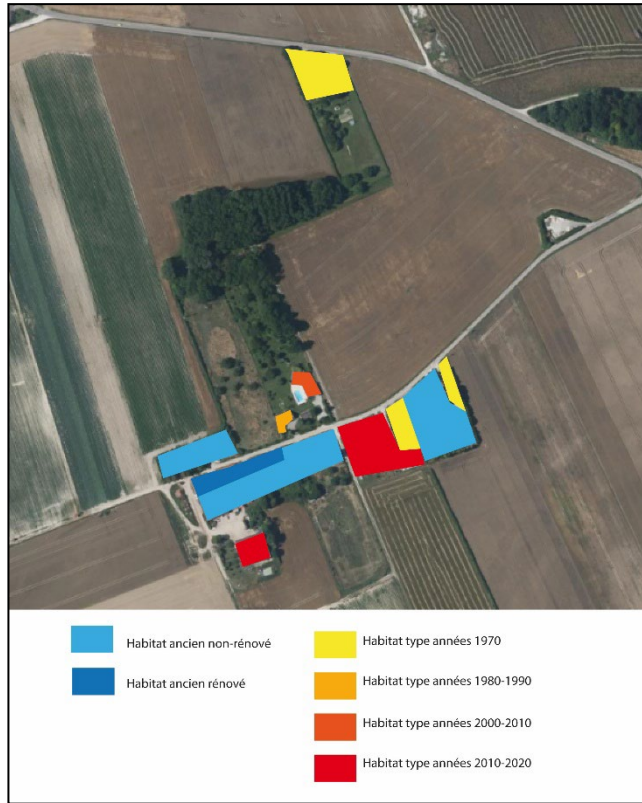 Habitat ancien non-rénové
Habitat ancien rénové
Habitat type années 1970
Habitat type années 1980-1990
Habitat type années 2000-2010
Habitat type années 2010-2020